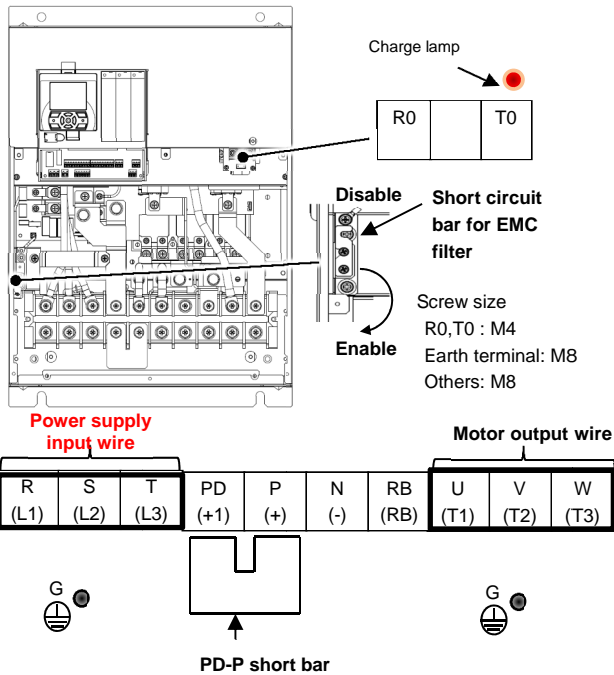 Charge lamp
R0 T0
Disable
Short circuit
bar for EMC
filter
Enable
Screw size
R0,T0 : M4
Earth terminal: M8
Others: M8
Power supply
input wire
Motor output wire
R S T PD P N RB U V W
(L1) (L2) (L3) (+1) (+) (-) (RB) (T1) (T2) (T3)
G G
PD-P short bar